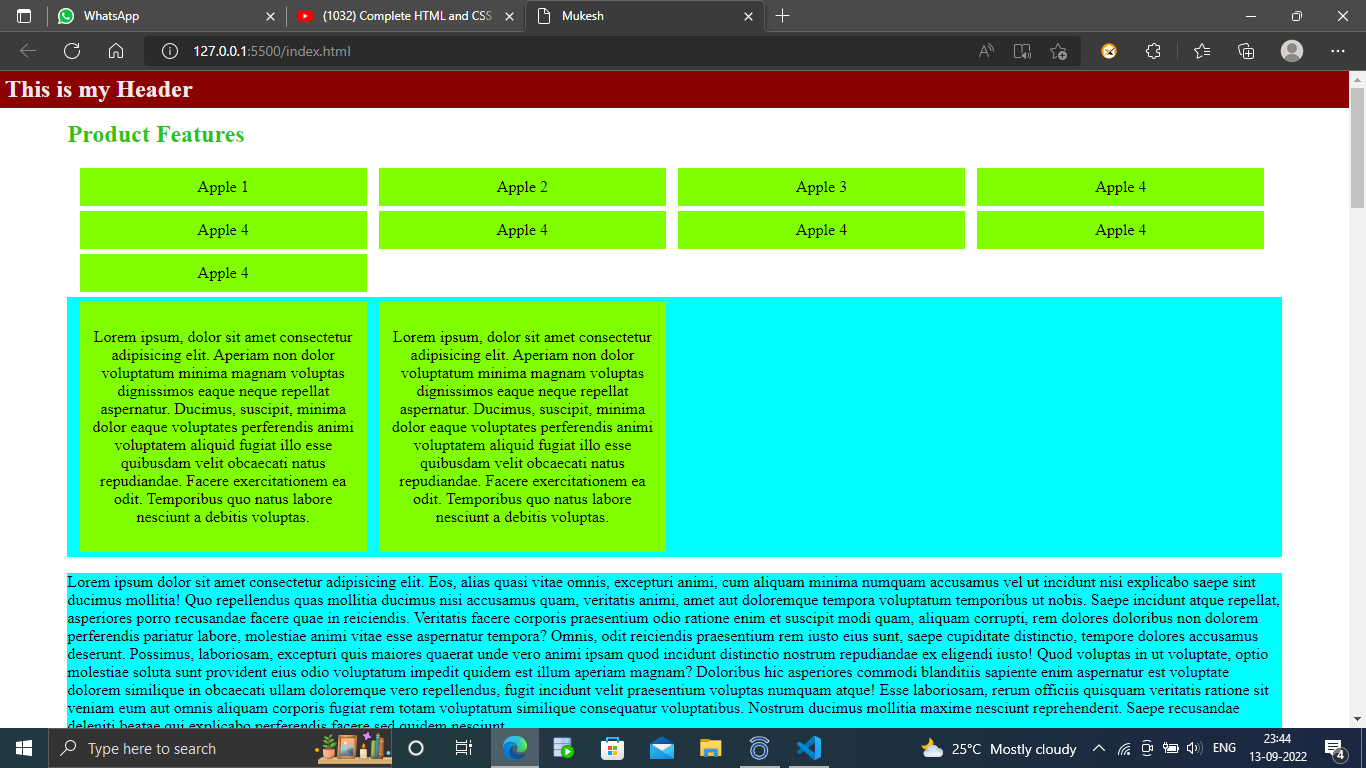 WhatsApp
(1032) Complete HTML and CSS
Mukesh
127.0.0.1:5500/index.html
This is my Header
Product Features
Apple 1
Apple 2
Apple 3
Apple 4
Apple 4
Apple 4
Apple 4
Apple 4
Apple 4
Lorem ipsum, dolor sit amet consectetur
adipisicing elit. Aperiam non dolor
voluptatum minima magnam voluptas
dignissimos eaque neque repellat
aspernatur. Ducimus, suscipit, minima
dolor eaque voluptates perferendis animi
voluptatem aliquid fugiat illo esse
quibusdam velit obcaecati natus
repudiandae. Facere exercitationem ea
odit. Temporibus quo natus labore
nesciunt a debitis voluptas.
Lorem ipsum, dolor sit amet consectetur
adipisicing elit. Aperiam non dolor
voluptatum minima magnam voluptas
dignissimos eaque neque repellat
aspernatur. Ducimus, suscipit, minima
dolor eaque voluptates perferendis animi
voluptatem aliquid fugiat illo esse
quibusdam velit obcaecati natus
repudiandae. Facere exercitationem ea
odit. Temporibus quo natus labore
nesciunt a debitis voluptas.
Lorem ipsum dolor sit amet consectetur adipisicing elit. Eos, alias quasi vitae omnis, excepturi animi, cum aliquam minima numquam accusamus vel ut incidunt nisi explicabo saepe sint
ducimus mollitia! Quo repellendus quas mollitia ducimus nisi accusamus quam, veritatis animi, amet aut doloremque tempora voluptatum temporibus ut nobis. Saepe incidunt atque repellat,
asperiores porro recusandae facere quae in reiciendis. Veritatis facere corporis praesentium odio ratione enim et suscipit modi quam, aliquam corrupti, rem dolores doloribus non dolorem
perferendis pariatur labore, molestiae animi vitae esse aspernatur tempora? Omnis, odit reiciendis praesentium rem iusto eius sunt, saepe cupiditate distinctio, tempore dolores accusamus
deserunt. Possimus, laboriosam, excepturi quis maiores quaerat unde vero animi ipsam quod incidunt distinctio nostrum repudiandae ex eligendi iusto! Quod voluptas in ut voluptate, optio
molestiae soluta sunt provident eius odio voluptatum impedit quidem est illum aperiam magnam? Doloribus hic asperiores commodi blanditiis sapiente enim aspernatur est voluptate
dolorem similique in obcaecati ullam doloremque vero repellendus, fugit incidunt velit praesentium voluptas numquam atque! Esse laboriosam, rerum officiis quisquam veritatis ratione sit
veniam eum aut omnis aliquam corporis fugiat rem totam voluptatum similique consequatur voluptatibus. Nostrum ducimus mollitia maxime nesciunt reprehenderit. Saepe recusandae
deleniti beatae qui explicabo perferendis facere sed quidem nesciunt.
Type here to search
25°C Mostly cloudy
ENG
23:44
13-09-2022
4